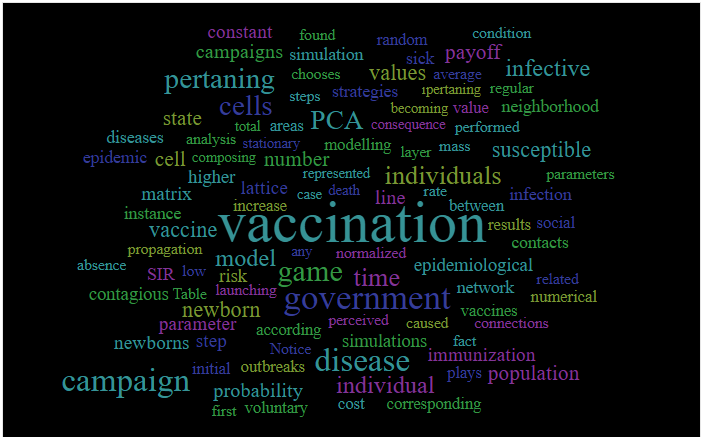 constant found random condition
campaigns simulation sick payoff
pertaning chooses values average infective
cells steps strategies ıpertaning regular
state total areas PCA becoming value neighborhood
diseases analysis stationary consequence performed
epidemic cell composing number modelling layer mass susceptible
higher represented individuals parameters
matrix lattice case death line rate between infection
instance increase vaccination results social
vaccine contacts
propagation model any normalized
absence SIR low risk game time epidemiological related
contagious Table launching government network numerical
newborn vaccines
parameter according perceived caused connections
newborns step Notice simulations fact
initial outbreaks disease immunization
campaign probability individual plays population
first voluntary cost corresponding